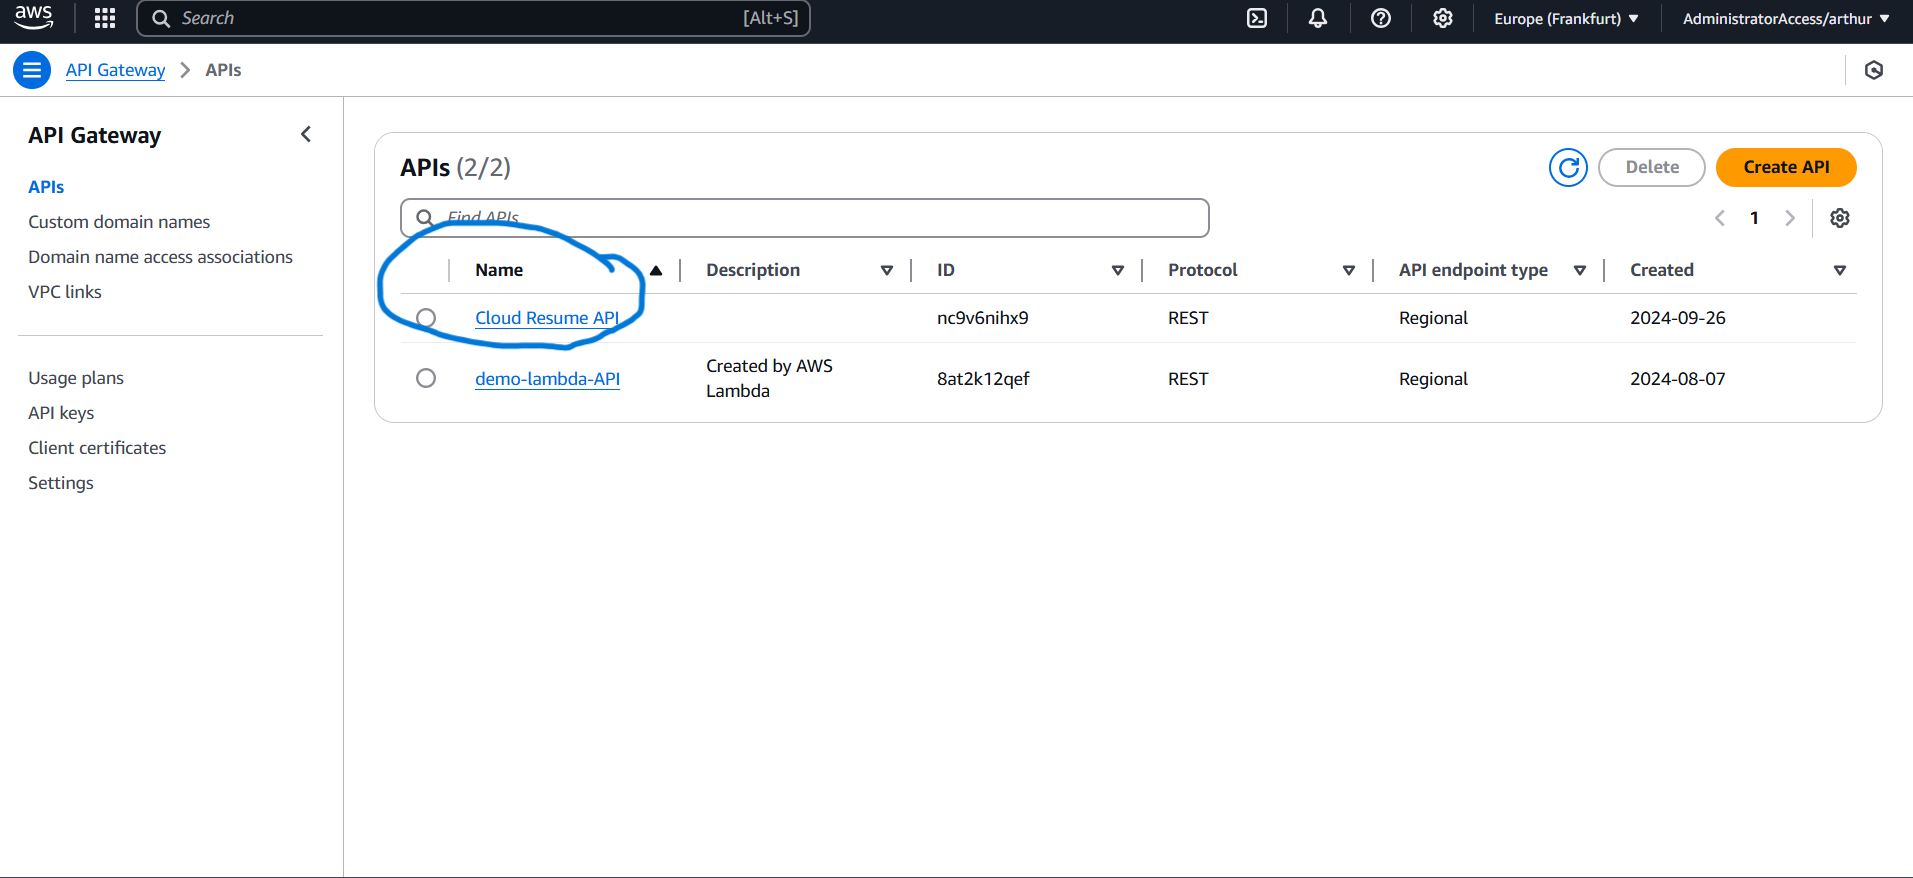 aws Search [Alt+S] Europe (Frankfurt) AdministratorAccess/arthur
API Gateway APIs
API Gateway
APIs
Custom domain names
Domain name access associations
VPC links
Usage plans
API keys
Client certificates
Settings
APIs (2/2) Delete Create API
Find APIs 1
Name Description ID Protocol API endpoint type Created
Cloud Resume API nc9v6nihx9 REST Regional 2024-09-26
demo-lambda-API Created by AWS Lambda 8at2k12qef REST Regional 2024-08-07